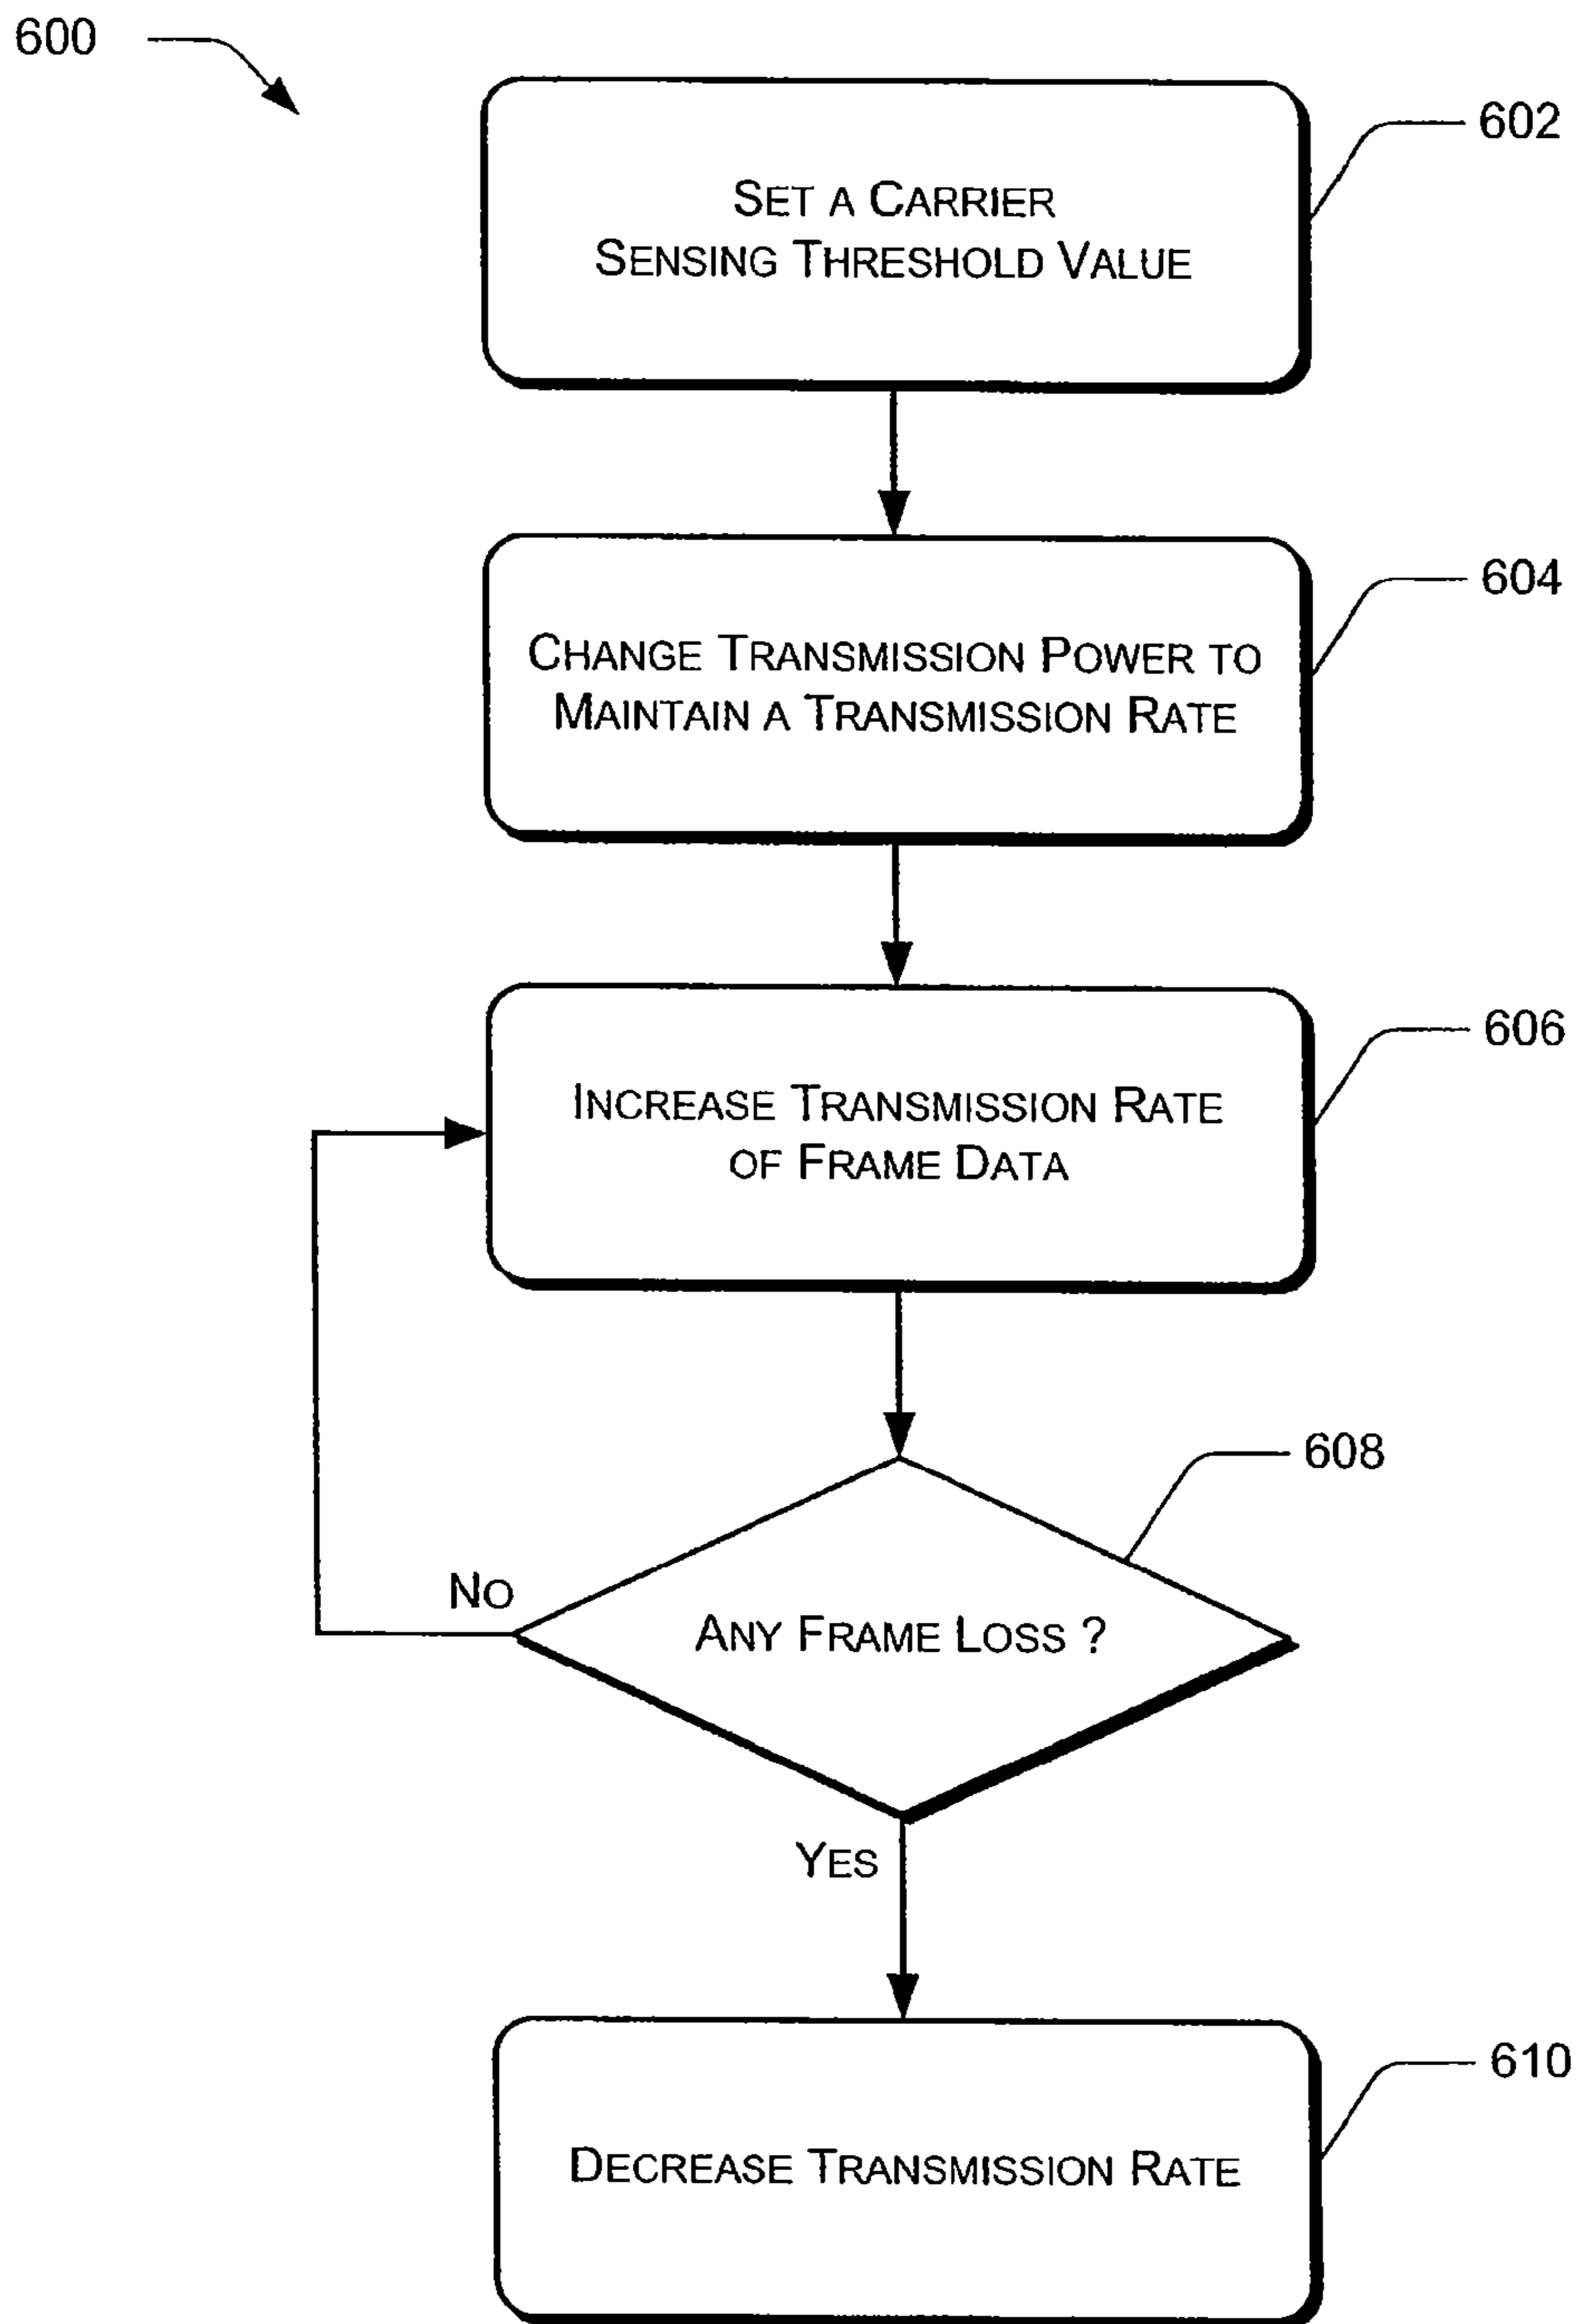 600
602
SET A CARRIER
SENSING THRESHOLD VALUE
604
CHANGE TRANSMISSION POWER TO
MAINTAIN A TRANSMISSION RATE
606
INCREASE TRANSMISSION RATE
OF FRAME DATA
608
NO
ANY FRAME LOSS ?
YES
610
DECREASE TRANSMISSION RATE